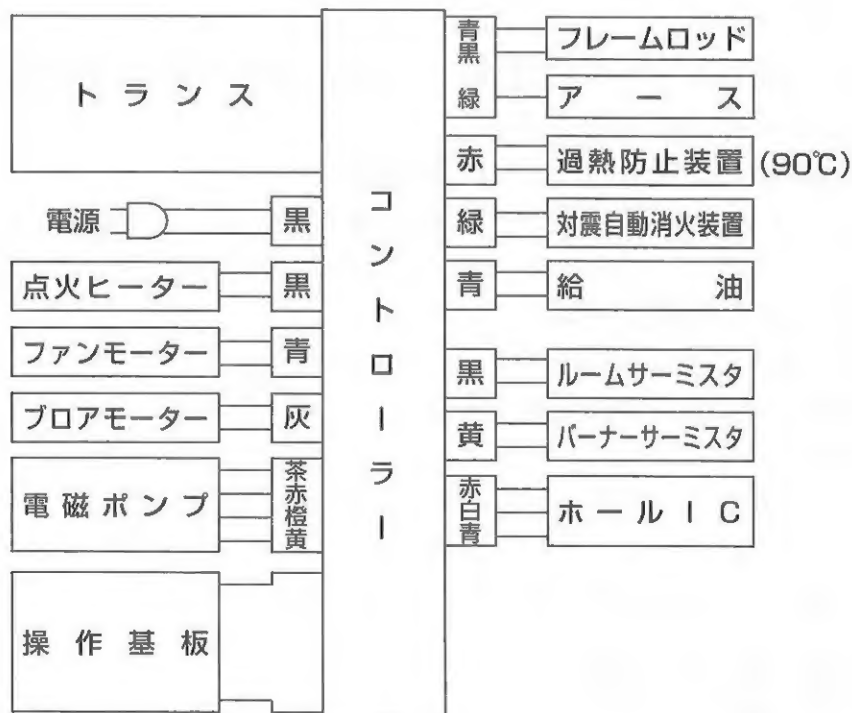 トランス
電源
黒
点火ヒーター
黒
ファンモーター
青
ブロアモーター
灰
電磁ポンプ
茶
赤
橙
黄
操作基板
コントローラー
青
黒
緑
フレームロッド
アース
赤
過熱防止装置
(90℃)
緑
対震自動消火装置
青
給油
黒
ルームサーミスタ
黄
バーナーサーミスタ
赤
白
青
ホールIC